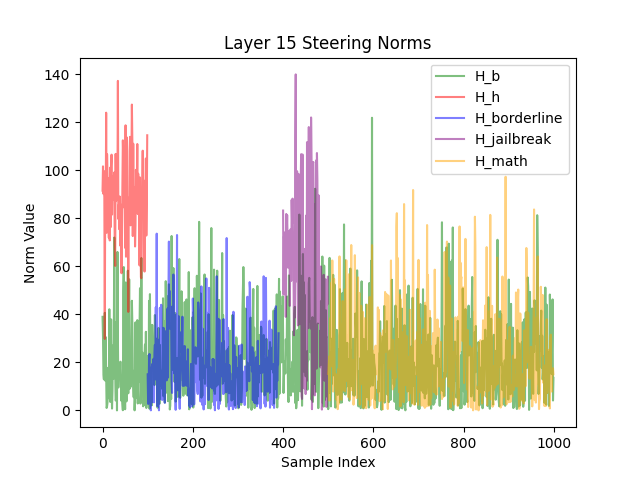 Layer 15 Steering Norms
Norm Value
140
120
100
80
60
40
20
0
H_b
H_h
H_borderline
H_jailbreak
H_math
0
200
400
600
800
1000
Sample Index